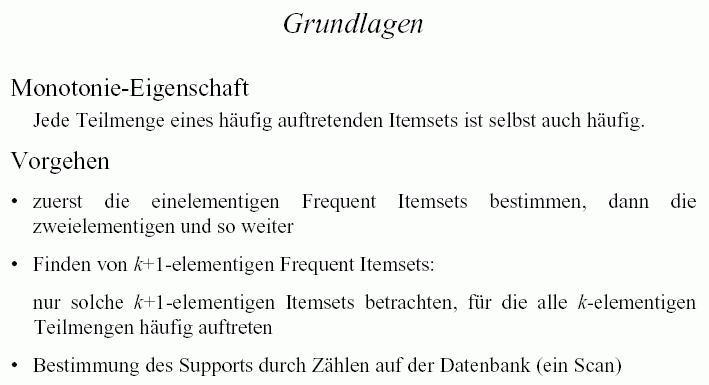 Grundlagen
Monotonie-Eigenschaft
Jede Teilmenge eines häufig auftretenden Itemsets ist selbst auch häufig.
Vorgehen
• zuerst die einelementigen Frequent Itemsets bestimmen, dann die
zweielementigen und so weiter
• Finden von k+1-elementigen Frequent Itemsets:
nur solche k+1-elementigen Itemsets betrachten, für die alle k-elementigen
Teilmengen häufig auftreten
• Bestimmung des Supports durch Zählen auf der Datenbank (ein Scan)